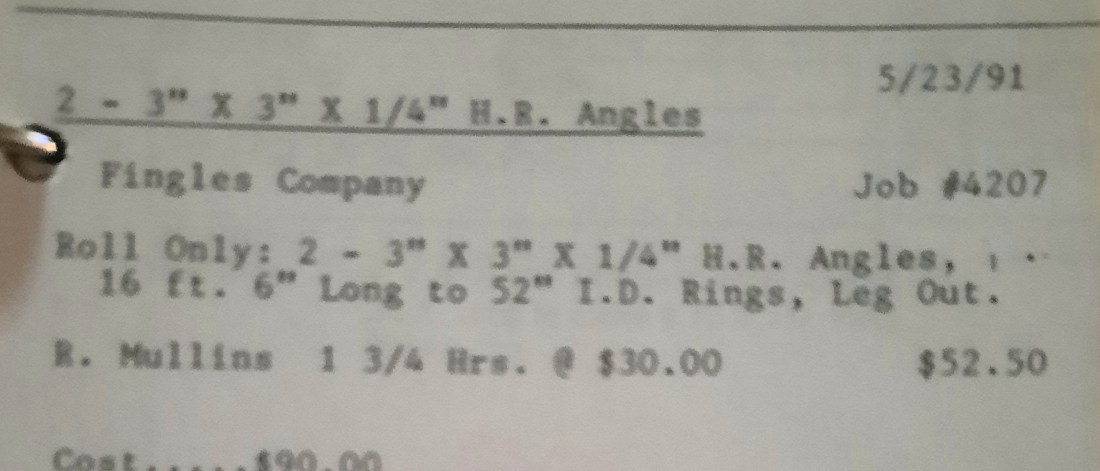 5/23/91
2 - 3" X 3" X 1/4" H.R. Angles
Fingles Company Job #4207
Roll Only: 2 - 3" X 3" X 1/4" H.R. Angles,
16 ft. 6" Long to 52" I.D. Rings, Leg Out.
R. Mullins 1 3/4 Hrs. @ $30.00 $52.50
Cost.....$90.00